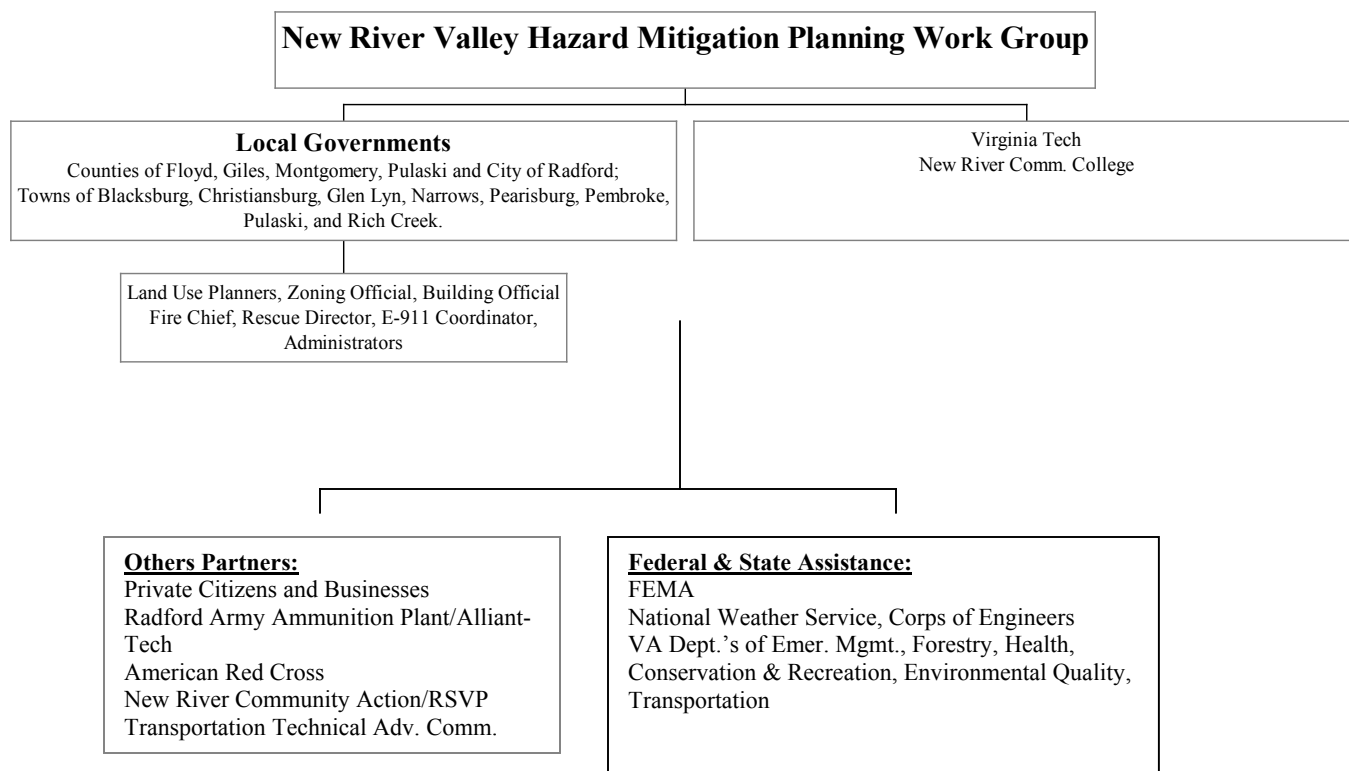 New River Valley Hazard Mitigation Planning Work Group
Local Governments
Counties of Floyd, Giles, Montgomery, Pulaski and City of Radford;
Towns of Blacksburg, Christiansburg, Glen Lyn, Narrows, Pearisburg, Pembroke,
Pulaski, and Rich Creek.
Virginia Tech
New River Comm. College
Land Use Planners, Zoning Official, Building Official
Fire Chief, Rescue Director, E-911 Coordinator,
Administrators
Others Partners:
Private Citizens and Businesses
Radford Army Ammunition Plant/Alliant-
Tech
American Red Cross
New River Community Action/RSVP
Transportation Technical Adv. Comm.
Federal & State Assistance:
FEMA
National Weather Service, Corps of Engineers
VA Dept.’s of Emer. Mgmt., Forestry, Health,
Conservation & Recreation, Environmental Quality,
Transportation